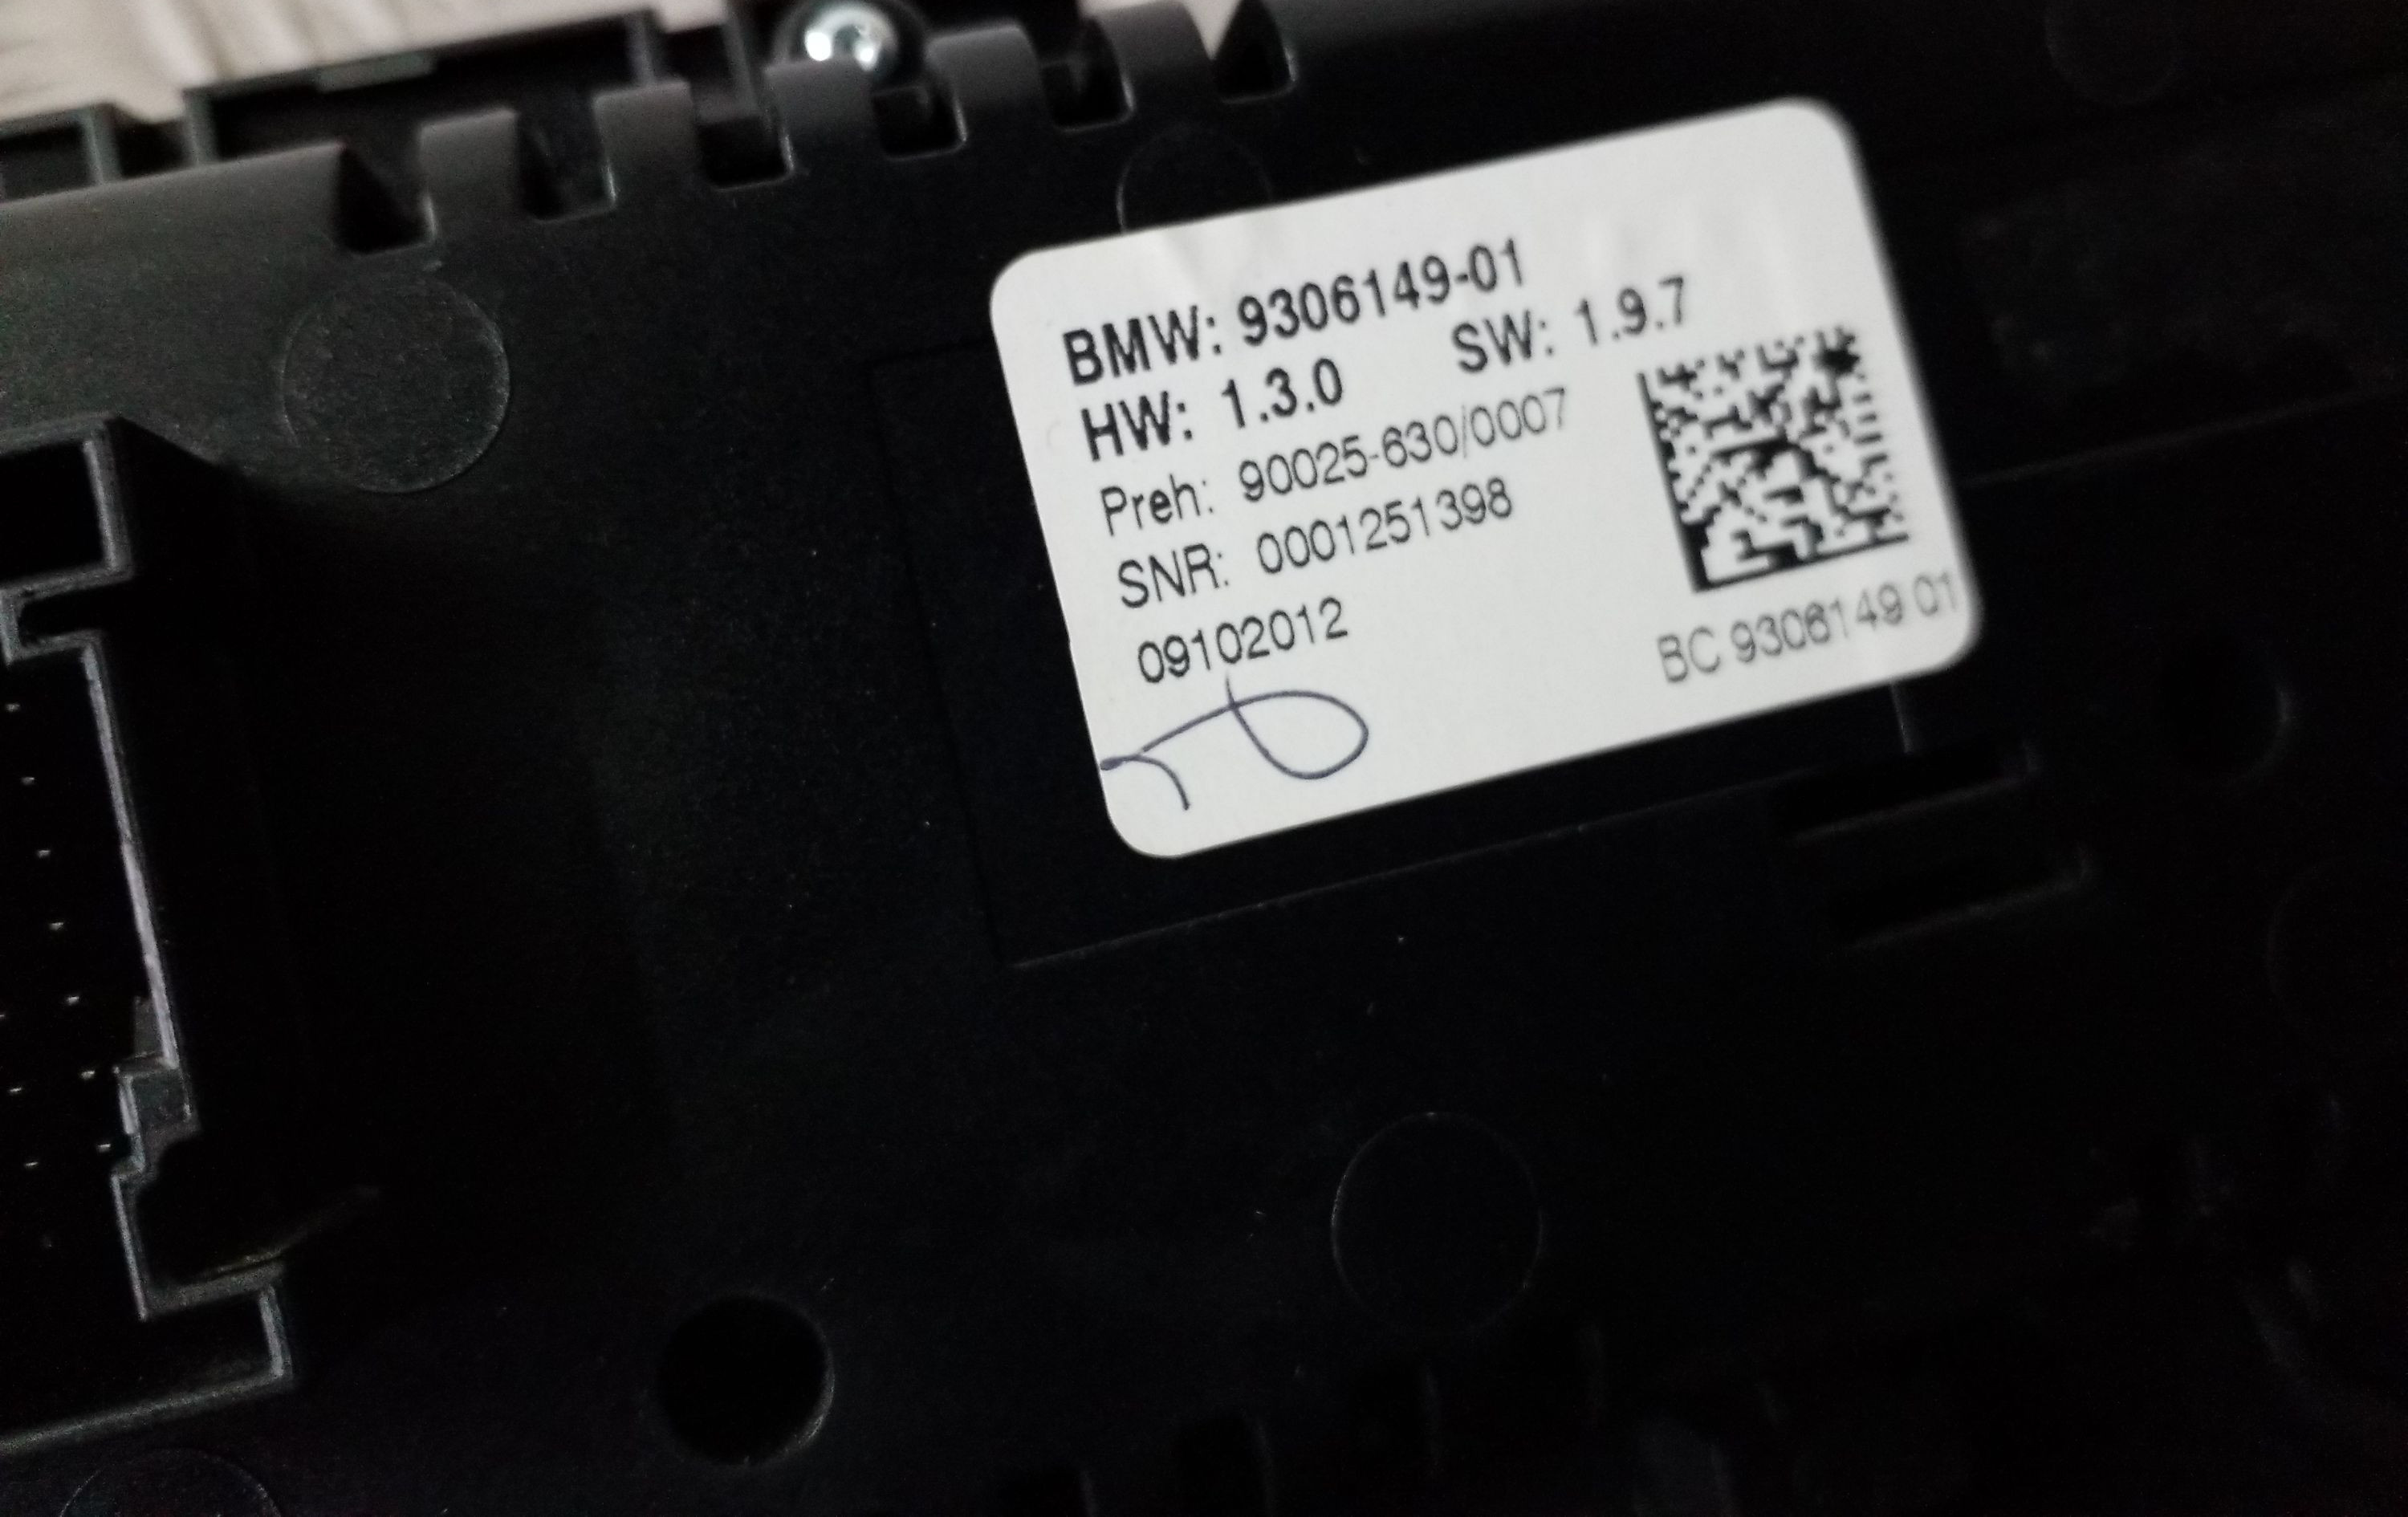 BMW: 9306149-01
HW: 1.3.0 SW: 1.9.7
Preh: 90025-630/0007
SNR: 0001251398
09102012
BC 9306149 01